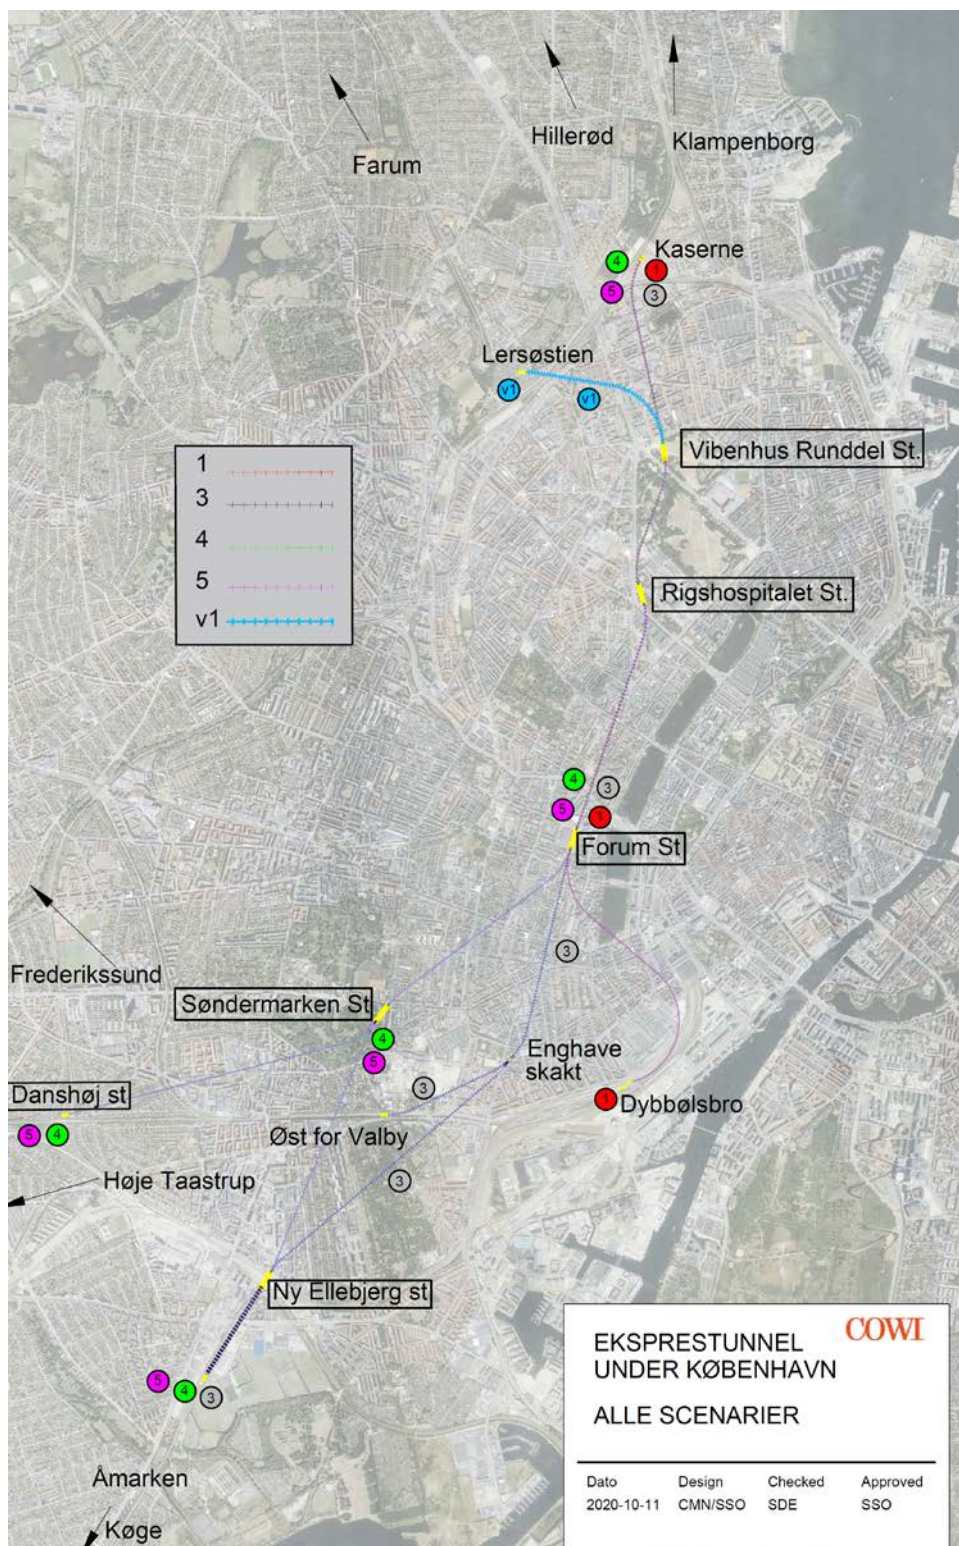 Hillerød
Klampenborg
Farum
Kaserne
4
1
5
3
Lersøstien
v1
v1
Vibenhus Runddel St.
1
3
4
5
v1
Rigshospitalet St.
4
3
5
1
Forum St
3
Frederikssund
Søndermarken St
4
5
Enghave
skakt
3
Danshøj st
1
Dybbølsbro
5
4
Øst for Valby
Høje Taastrup
3
Ny Ellebjerg st
5
4
3
Åmarken
Køge
COWI
EKSPRESTUNNEL
UNDER KØBENHAVN
ALLE SCENARIER
Dato Design Checked Approved
2020-10-11 CMN/SSO SDE SSO